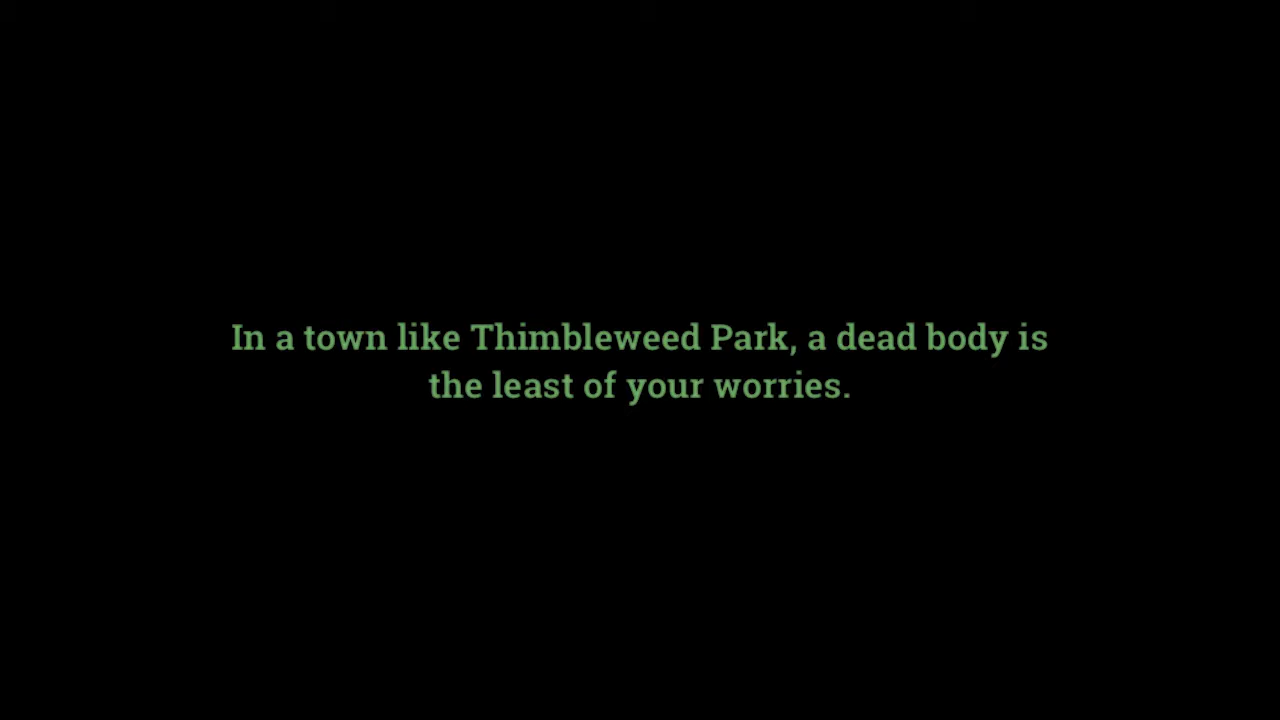 In a town like Thimbleweed Park, a dead body is
the least of your worries.